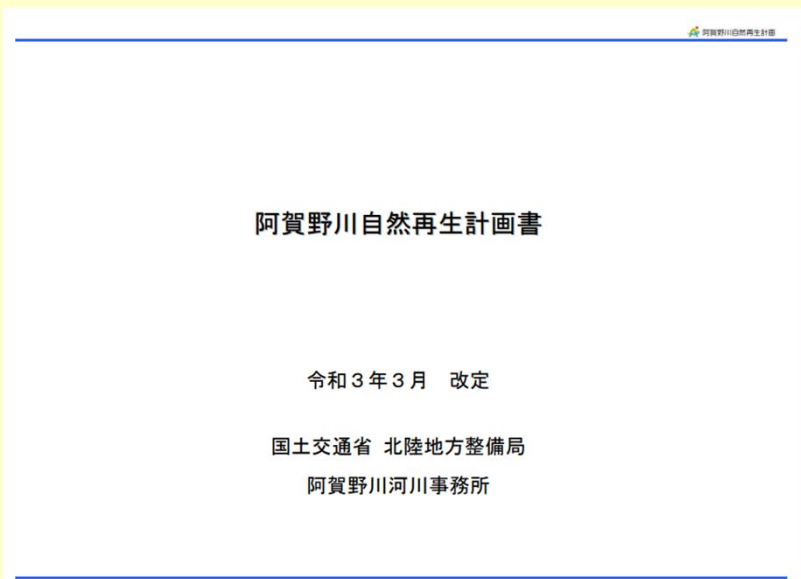 阿賀野川自然再生計画
阿賀野川自然再生計画書
令和３年３月　改定
国土交通省 北陸地方整備局
阿賀野川河川事務所